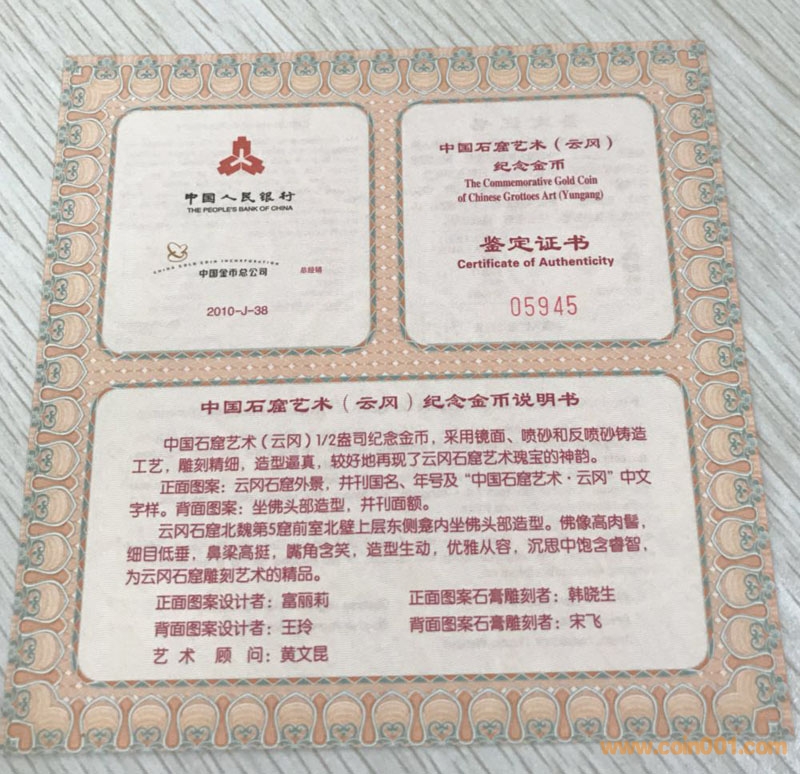 中国人民银行
THE PEOPLE'S BANK OF CHINA
CHINA GOLD COIN INCORPORATION
中国金币总公司
总经销
2010-J-38
中国石窟艺术（云冈）
纪念金币
The Commemorative Gold Coin
of Chinese Grottoes Art (Yungang)
鉴定证书
Certificate of Authenticity
05945
中国石窟艺术（云冈）纪念金币说明书
中国石窟艺术（云冈）1/2盎司纪念金币，采用镜面、喷砂和反喷砂铸造
工艺，雕刻精细，造型逼真，较好地再现了云冈石窟艺术瑰宝的神韵。
正面图案：云冈石窟外景，并刊国名、年号及“中国石窟艺术·云冈”中文
字样。背面图案：坐佛头部造型，并刊面额。
云冈石窟北魏第5窟前室北壁上层东侧龛内坐佛头部造型。佛像高肉髻，
细目低垂，鼻梁高挺，嘴角含笑，造型生动，优雅从容，沉思中饱含睿智，
为云冈石窟雕刻艺术的精品。
正面图案设计者：富丽莉 正面图案石膏雕刻者：韩晓生
背面图案设计者：王玲 背面图案石膏雕刻者：宋飞
艺术顾问：黄文昆
www.coin001.com